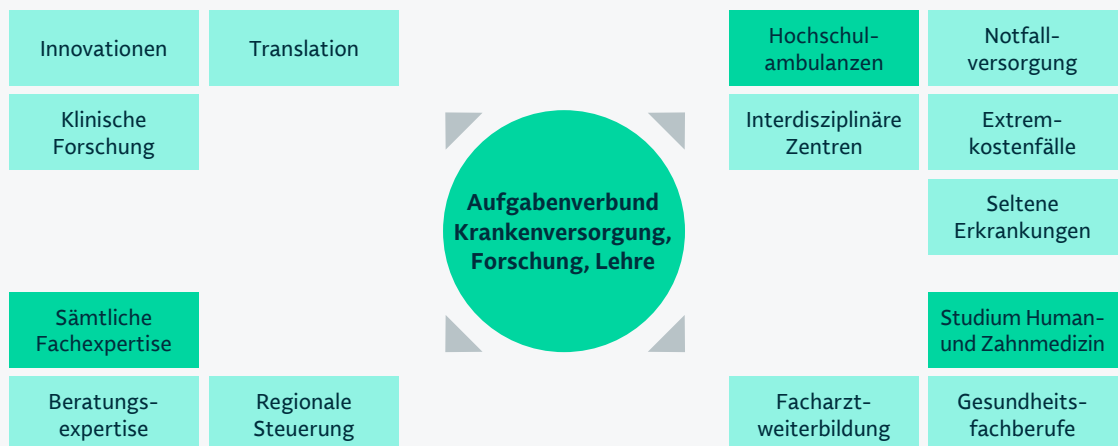 Innovationen
Translation
Klinische
Forschung
Hochschul-
ambulanzen
Notfall-
versorgung
Interdisziplinäre
Zentren
Extrem-
kostenfälle
Seltene
Erkrankungen
Aufgabenverbund
Krankenversorgung,
Forschung, Lehre
Sämtliche
Fachexpertise
Beratungs-
expertise
Regionale
Steuerung
Studium Human-
und Zahnmedizin
Facharzt-
weiterbildung
Gesundheits-
fachberufe